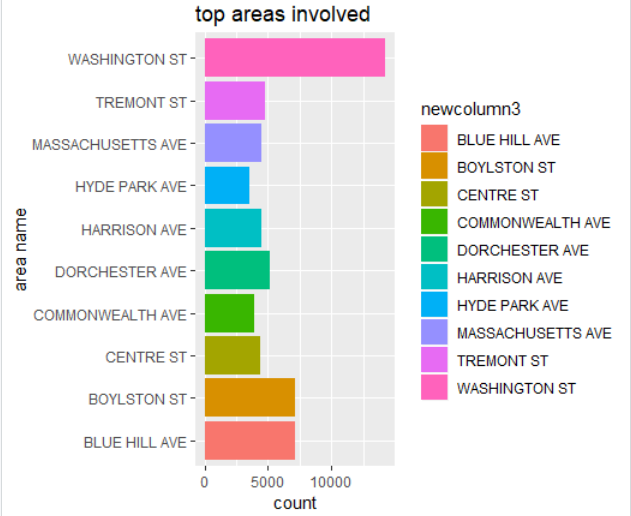 top areas involved
WASHINGTON ST
TREMONT ST
MASSACHUSETTS AVE
HYDE PARK AVE
HARRISON AVE
DORCHESTER AVE
COMMONWEALTH AVE
CENTRE ST
BOYLSTON ST
BLUE HILL AVE
area name
0 5000 10000
count
newcolumn3
BLUE HILL AVE
BOYLSTON ST
CENTRE ST
COMMONWEALTH AVE
DORCHESTER AVE
HARRISON AVE
HYDE PARK AVE
MASSACHUSETTS AVE
TREMONT ST
WASHINGTON ST